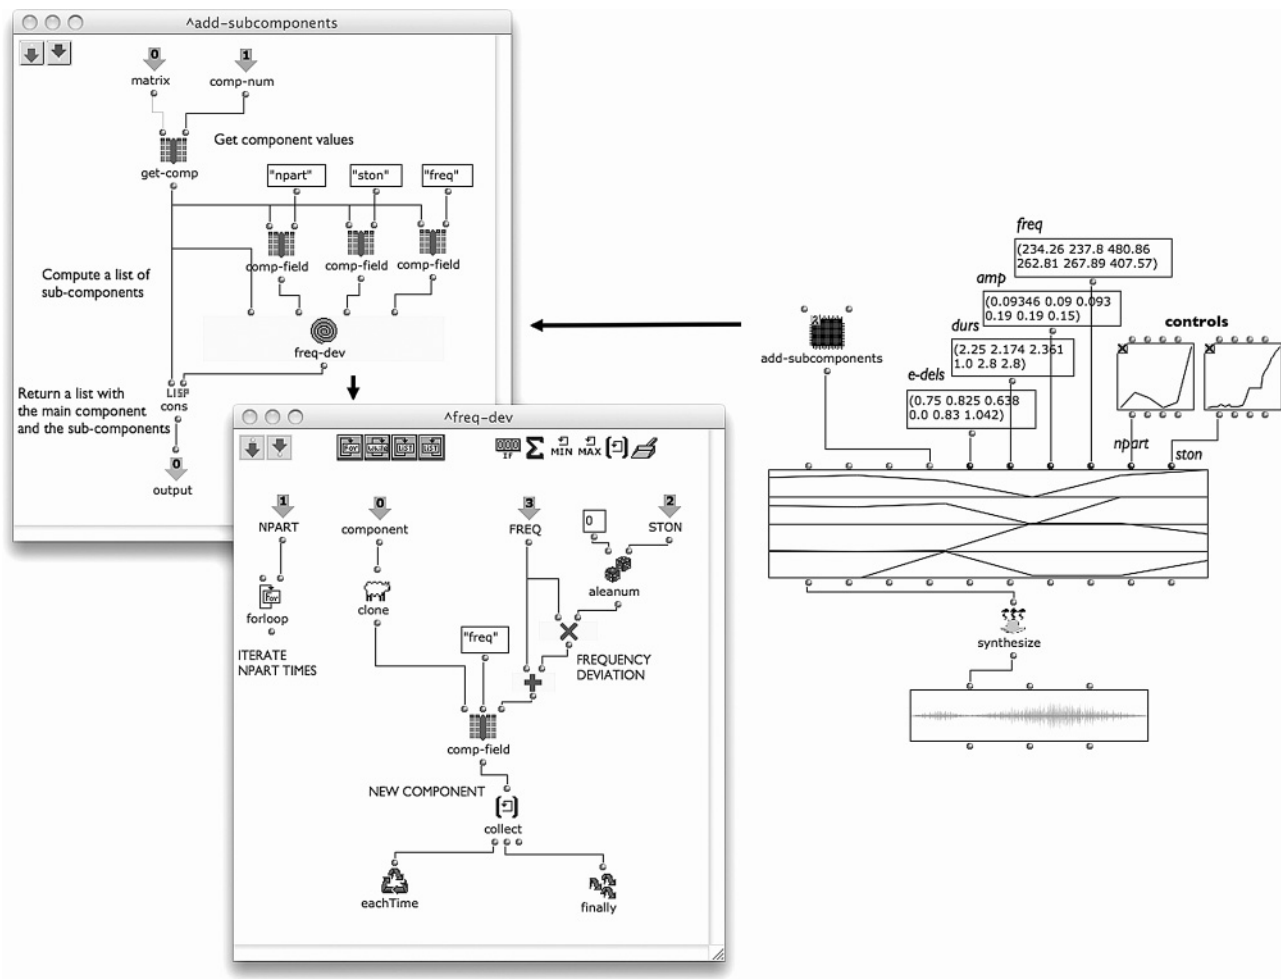 ^add-subcomponents
0
1
matrix
comp-num
Get component values
get-comp
"npart"
"ston"
"freq"
comp-field
comp-field
comp-field
Compute a list of
sub-components
freq-dev
Return a list with
the main component
and the sub-components
LISP
cons
0
output
^freq-dev
For
While
LIST
LIST
000
IF
Σ
MIN
MAX
1
0
3
2
NPART
component
FREQ
0
STON
forloop
clone
aleanum
ITERATE
NPART TIMES
"freq"
FREQUENCY
DEVIATION
comp-field
NEW COMPONENT
collect
eachTime
finally
freq
(234.26 237.8 480.86
262.81 267.89 407.57)
amp
(0.09346 0.09 0.093
0.19 0.19 0.15)
durs
(2.25 2.174 2.361
1.0 2.8 2.8)
e-dels
(0.75 0.825 0.638
0.0 0.83 1.042)
controls
add-subcomponents
npart
ston
synthesize